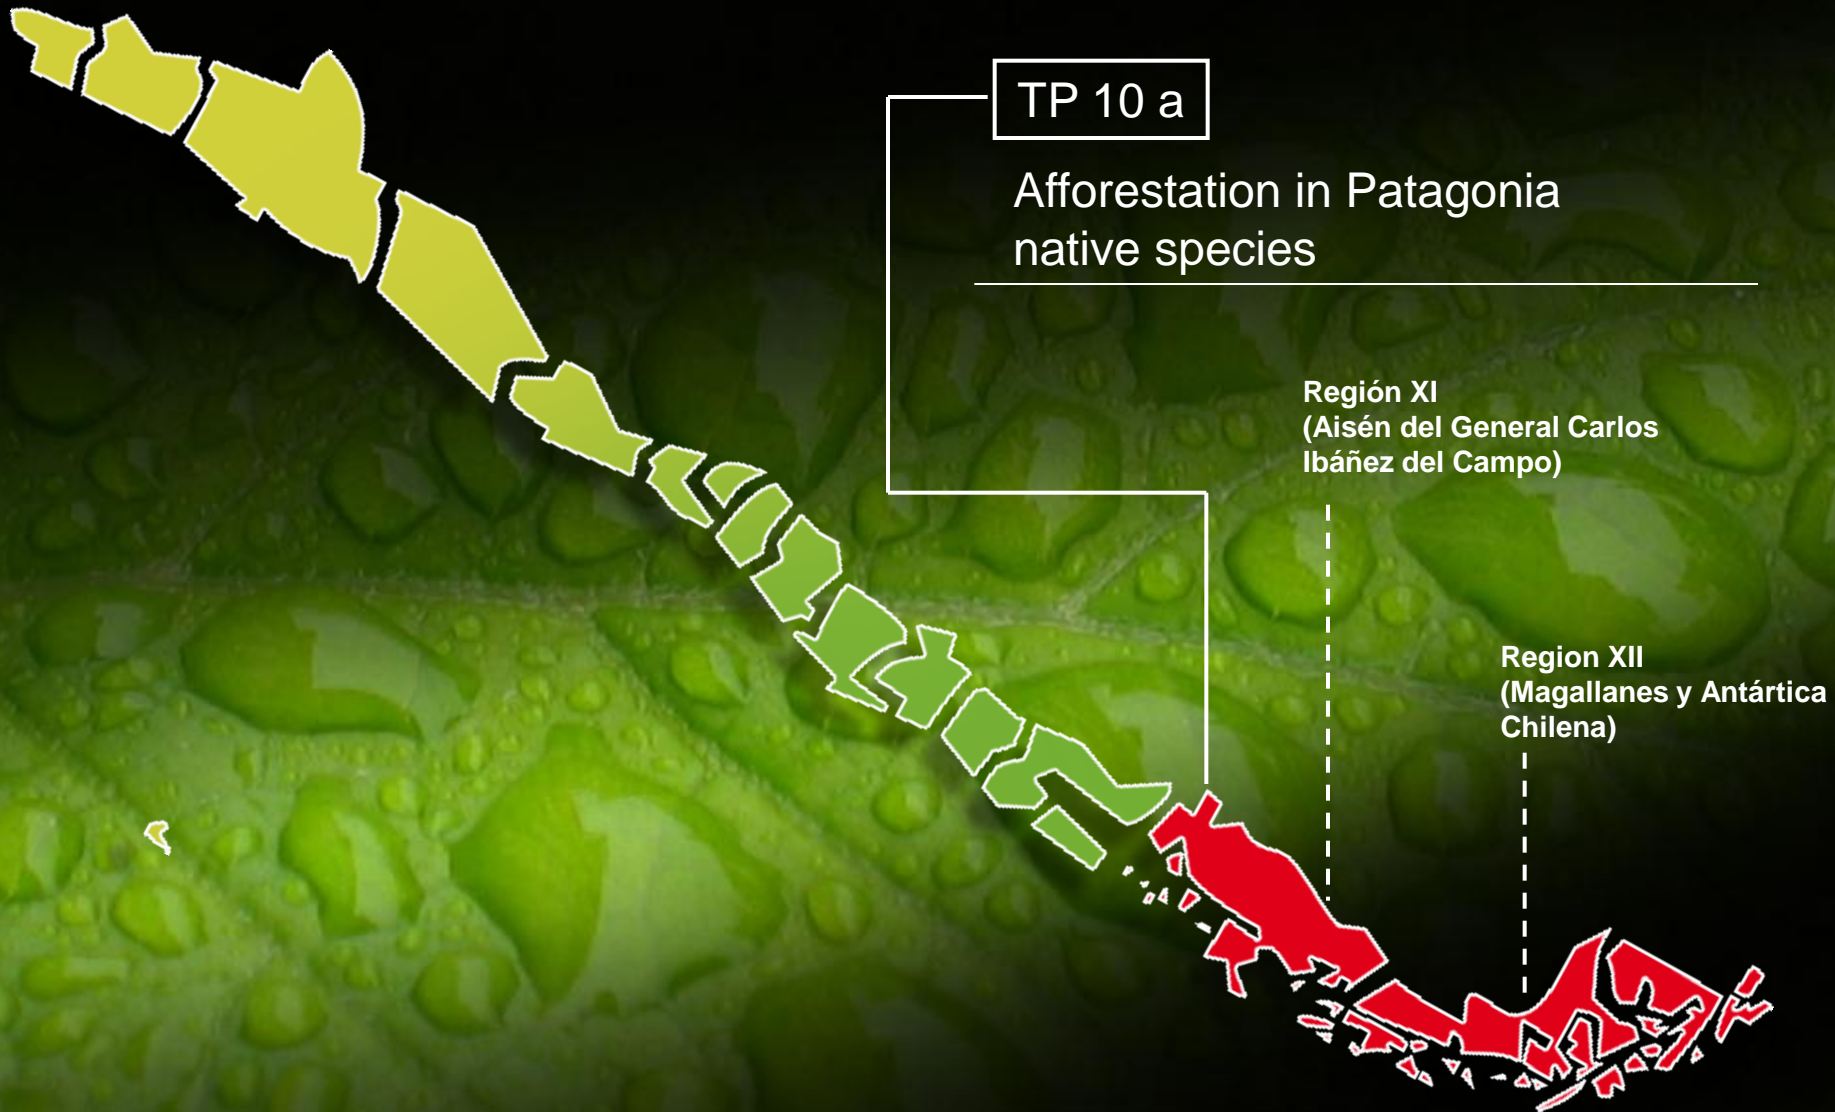 TP 10 a
Afforestation in Patagonia
native species
Región XI
(Aisén del General Carlos
Ibáñez del Campo)
Region XII
(Magallanes y Antártica
Chilena)